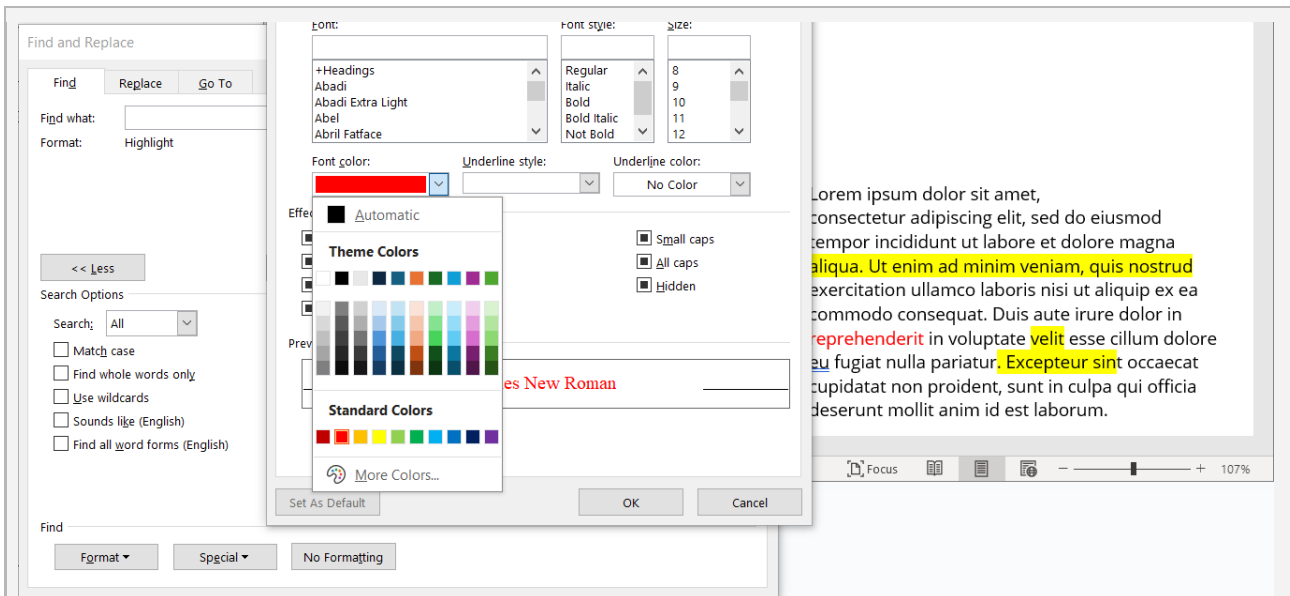 Find and Replace
Find
Replace
Go To
Find what:
Format:
Highlight
<< Less
Search Options
Search:
All
Match case
Find whole words only
Use wildcards
Sounds like (English)
Find all word forms (English)
Find
Format
Special
No Formatting
Font:
Font style:
Size:
+Headings
Abadi
Abadi Extra Light
Abel
Abril Fatface
Regular
Italic
Bold
Bold Italic
Not Bold
8
9
10
11
12
Font color:
Underline style:
Underline color:
No Color
Effec
Automatic
Theme Colors
Standard Colors
More Colors...
Small caps
All caps
Hidden
Prev
es New Roman
Set As Default
OK
Cancel
Lorem ipsum dolor sit amet,
consectetur adipiscing elit, sed do eiusmod
tempor incididunt ut labore et dolore magna
aliqua. Ut enim ad minim veniam, quis nostrud
exercitation ullamco laboris nisi ut aliquip ex ea
commodo consequat. Duis aute irure dolor in
reprehenderit in voluptate velit esse cillum dolore
eu fugiat nulla pariatur. Excepteur sint occaecat
cupidatat non proident, sunt in culpa qui officia
deserunt mollit anim id est laborum.
Focus
107%